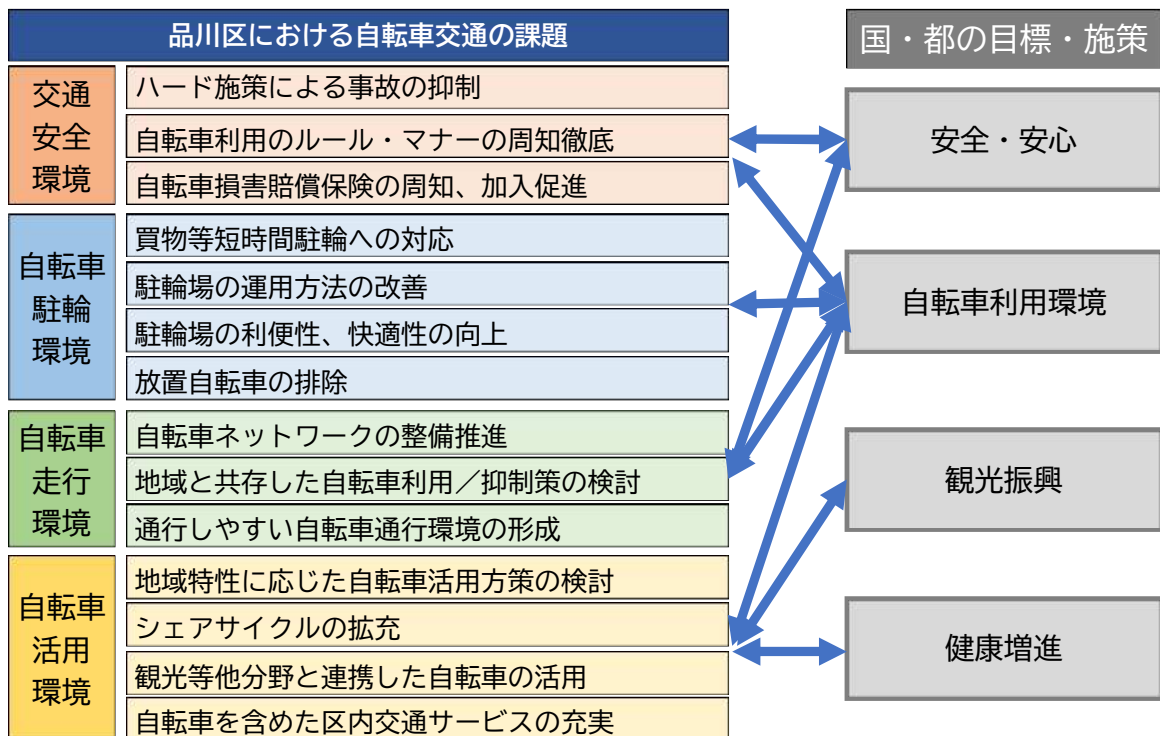 品川区における自転車交通の課題
国・都の目標・施策
交通
安全
環境
ハード施策による事故の抑制
自転車利用のルール・マナーの周知徹底
自転車損害賠償保険の周知、加入促進
自転車
駐輪
環境
買物等短時間駐輪への対応
駐輪場の運用方法の改善
駐輪場の利便性、快適性の向上
放置自転車の排除
自転車
走行
環境
自転車ネットワークの整備推進
地域と共存した自転車利用／抑制策の検討
通行しやすい自転車通行環境の形成
自転車
活用
環境
地域特性に応じた自転車活用方策の検討
シェアサイクルの拡充
観光等他分野と連携した自転車の活用
自転車を含めた区内交通サービスの充実
安全・安心
自転車利用環境
観光振興
健康増進